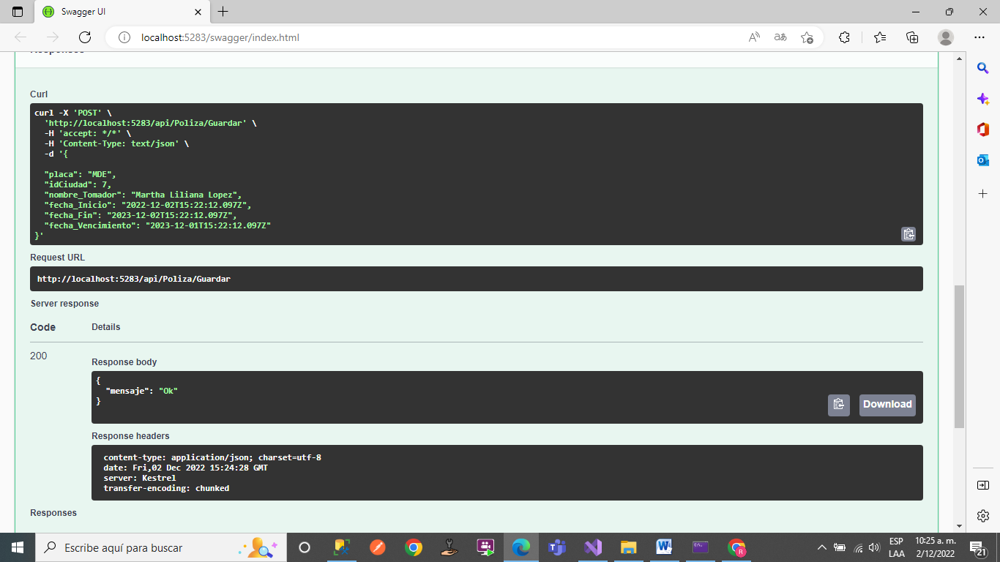 Swagger UI
localhost:5283/swagger/index.html
Responses
Curl
curl -X 'POST' \
'http://localhost:5283/api/Poliza/Guardar' \
-H 'accept: */*' \
-H 'Content-Type: text/json' \
-d '{
"placa": "MDE",
"idCiudad": 7,
"nombre_Tomador": "Martha Liliana Lopez",
"fecha_Inicio": "2022-12-02T15:22:12.097Z",
"fecha_Fin": "2023-12-02T15:22:12.097Z",
"fecha_Vencimiento": "2023-12-01T15:22:12.097Z"
}'
Request URL
http://localhost:5283/api/Poliza/Guardar
Server response
Code Details
200
Response body
{
"mensaje": "Ok"
}
Download
Response headers
content-type: application/json; charset=utf-8
date: Fri,02 Dec 2022 15:24:28 GMT
server: Kestrel
transfer-encoding: chunked
Responses
Escribe aquí para buscar
ESP
LAA
10:25 a. m.
2/12/2022
21